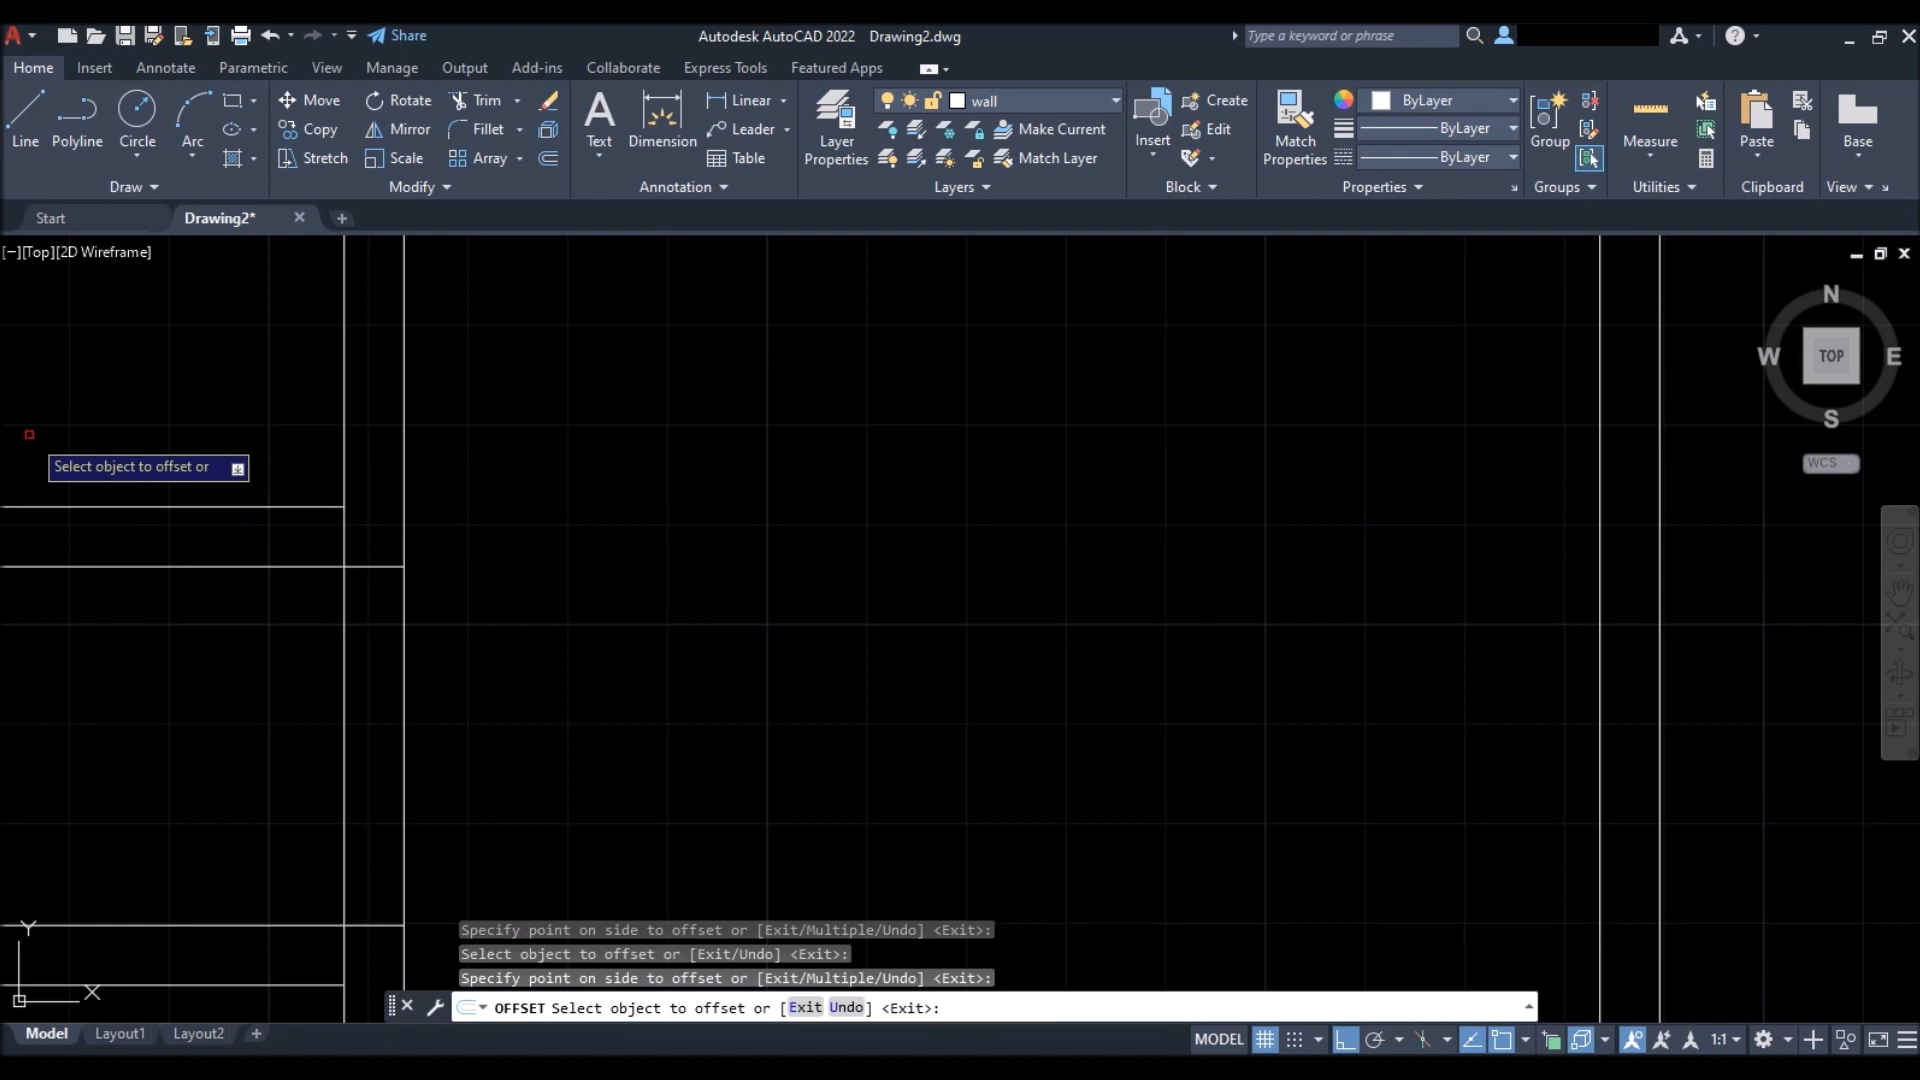 Share
Autodesk AutoCAD 2022 Drawing2.dwg
Type a keyword or phrase
Home Insert Annotate Parametric View Manage Output Add-ins Collaborate Express Tools Featured Apps
Line
Polyline
Circle
Arc
Draw
Move Rotate Trim
Copy Mirror Fillet
Stretch Scale Array
Modify
Text
Dimension
Linear
Leader
Table
Annotation
Layer
Properties
wall
Make Current
Match Layer
Layers
Insert
Create
Edit
Block
Match
Properties
ByLayer
ByLayer
ByLayer
Properties
Group
Groups
Measure
Utilities
Paste
Clipboard
Base
View
Start Drawing2*
[−][Top][2D Wireframe]
N
W TOP E
S
WCS
Select object to offset or
Y
X
Specify point on side to offset or [Exit/Multiple/Undo] <Exit>:
Select object to offset or [Exit/Undo] <Exit>:
Specify point on side to offset or [Exit/Multiple/Undo] <Exit>:
OFFSET Select object to offset or [Exit Undo] <Exit>:
Model Layout1 Layout2
MODEL 1:1